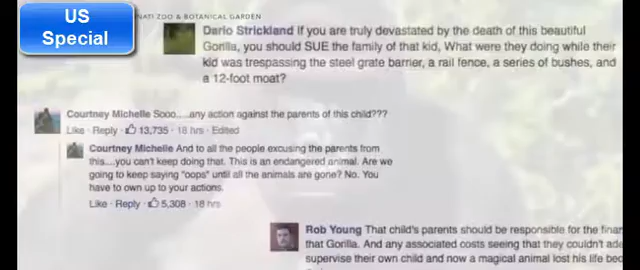 US
Special
NATI ZOO & BOTANICAL GARDEN
Dario Strickland If you are truly devastated by the death of this beautiful
Gorilla, you should SUE the family of that kid, What were they doing while their
kid was trespassing the steel grate barrier, a rail fence, a series of bushes, and
a 12-foot moat?
Courtney Michelle Sooo.....any action against the parents of this child???
Like · Reply · 13,735 · 18 hrs · Edited
Courtney Michelle And to all the people excusing the parents from
this....you can't keep doing that. This is an endangered animal. Are we
going to keep saying "oops" until all the animals are gone? No. You
have to own up to your actions.
Like · Reply · 5,308 · 18 hrs
Rob Young That child's parents should be responsible for the finan
that Gorilla. And any associated costs seeing that they couldn't ade
supervise their own child and now a magical animal lost his life bec